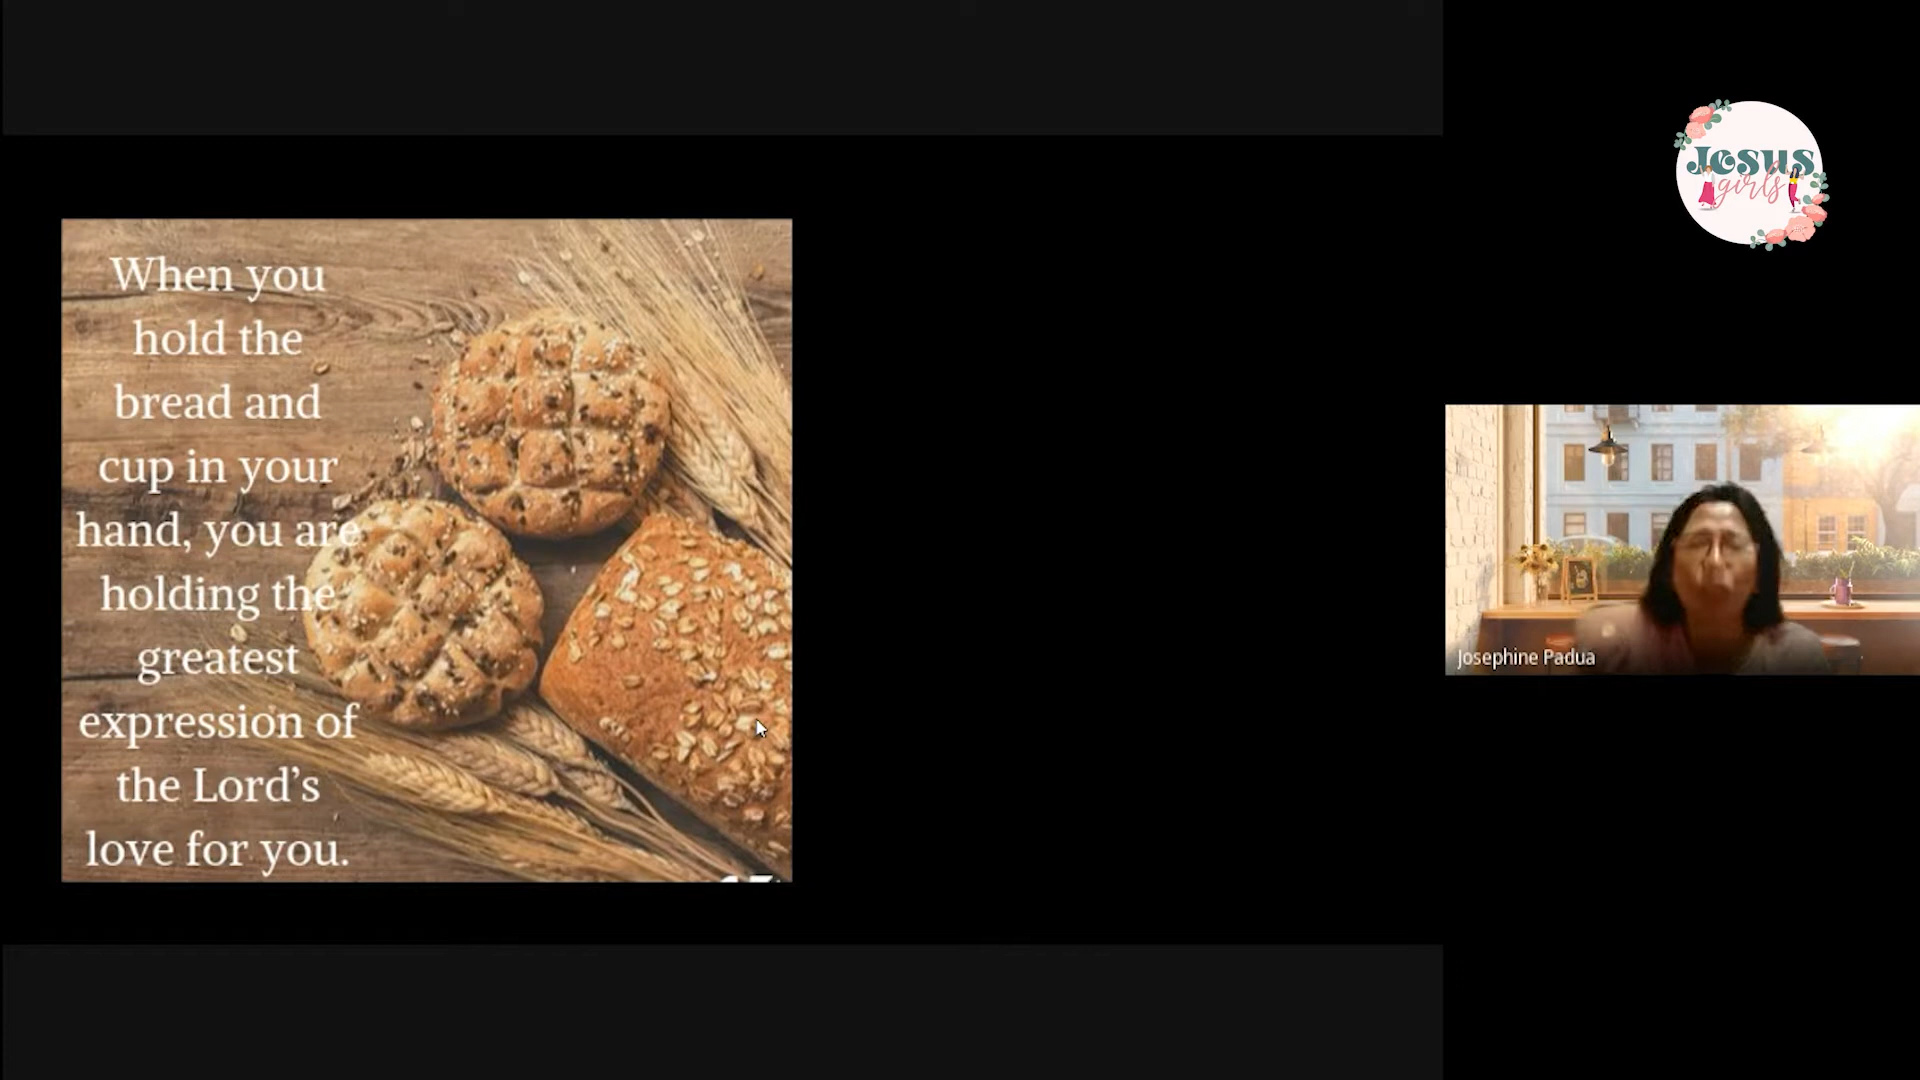 When you
hold the
bread and
cup in your
hand, you are
holding the
greatest
expression of
the Lord’s
love for you.
Jesus
girls
Josephine Padua